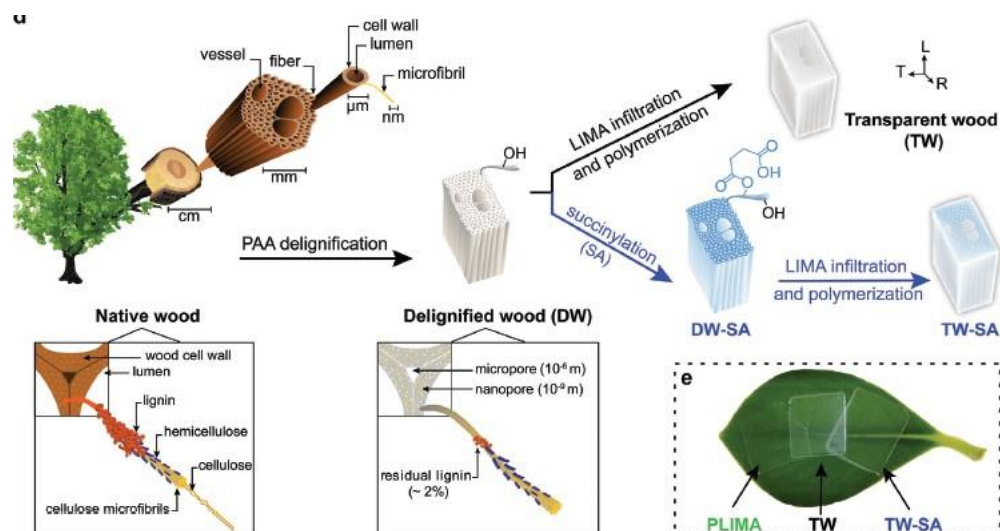 d
cell wall
lumen
vessel
fiber
microfibril
μm
nm
mm
cm
PAA delignification
OH
LIMA infiltration
and polymerization
L
T
R
Transparent wood
(TW)
succinylation
(SA)
O
OH
O
O
O
OH
DW-SA
LIMA infiltration
and polymerization
TW-SA
Native wood
wood cell wall
lumen
lignin
hemicellulose
cellulose
cellulose microfibrils
Delignified wood (DW)
micropore (10⁻⁶ m)
nanopore (10⁻⁹ m)
residual lignin
(~ 2%)
e
PLIMA
TW
TW-SA